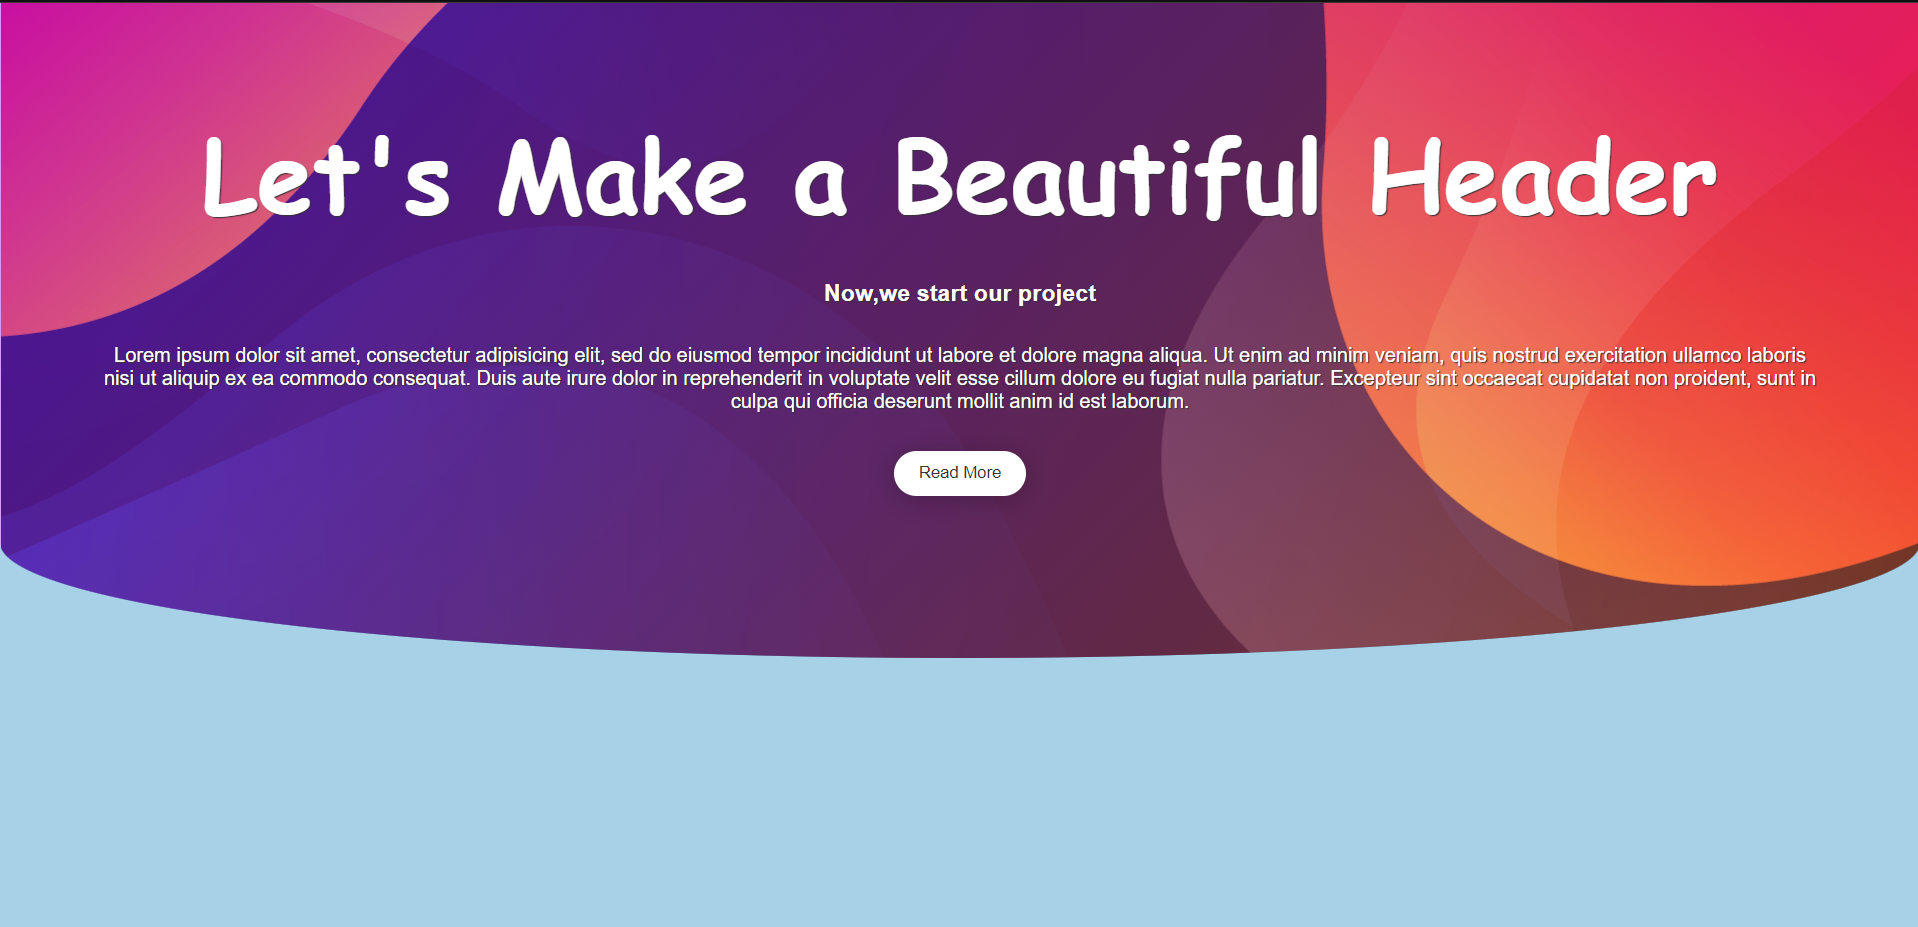 Let's Make a Beautiful Header
Now,we start our project
Lorem ipsum dolor sit amet, consectetur adipisicing elit, sed do eiusmod tempor incididunt ut labore et dolore magna aliqua. Ut enim ad minim veniam, quis nostrud exercitation ullamco laboris
nisi ut aliquip ex ea commodo consequat. Duis aute irure dolor in reprehenderit in voluptate velit esse cillum dolore eu fugiat nulla pariatur. Excepteur sint occaecat cupidatat non proident, sunt in
culpa qui officia deserunt mollit anim id est laborum.
Read More